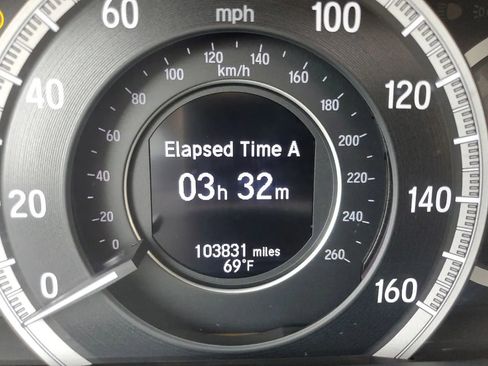 60 mph 100
120 140
100 km/h 160
40 80 180 120
60 200
40 220
20 20 240 140
0 260
0 160
Elapsed Time A
03h 32m
103831 miles
69°F